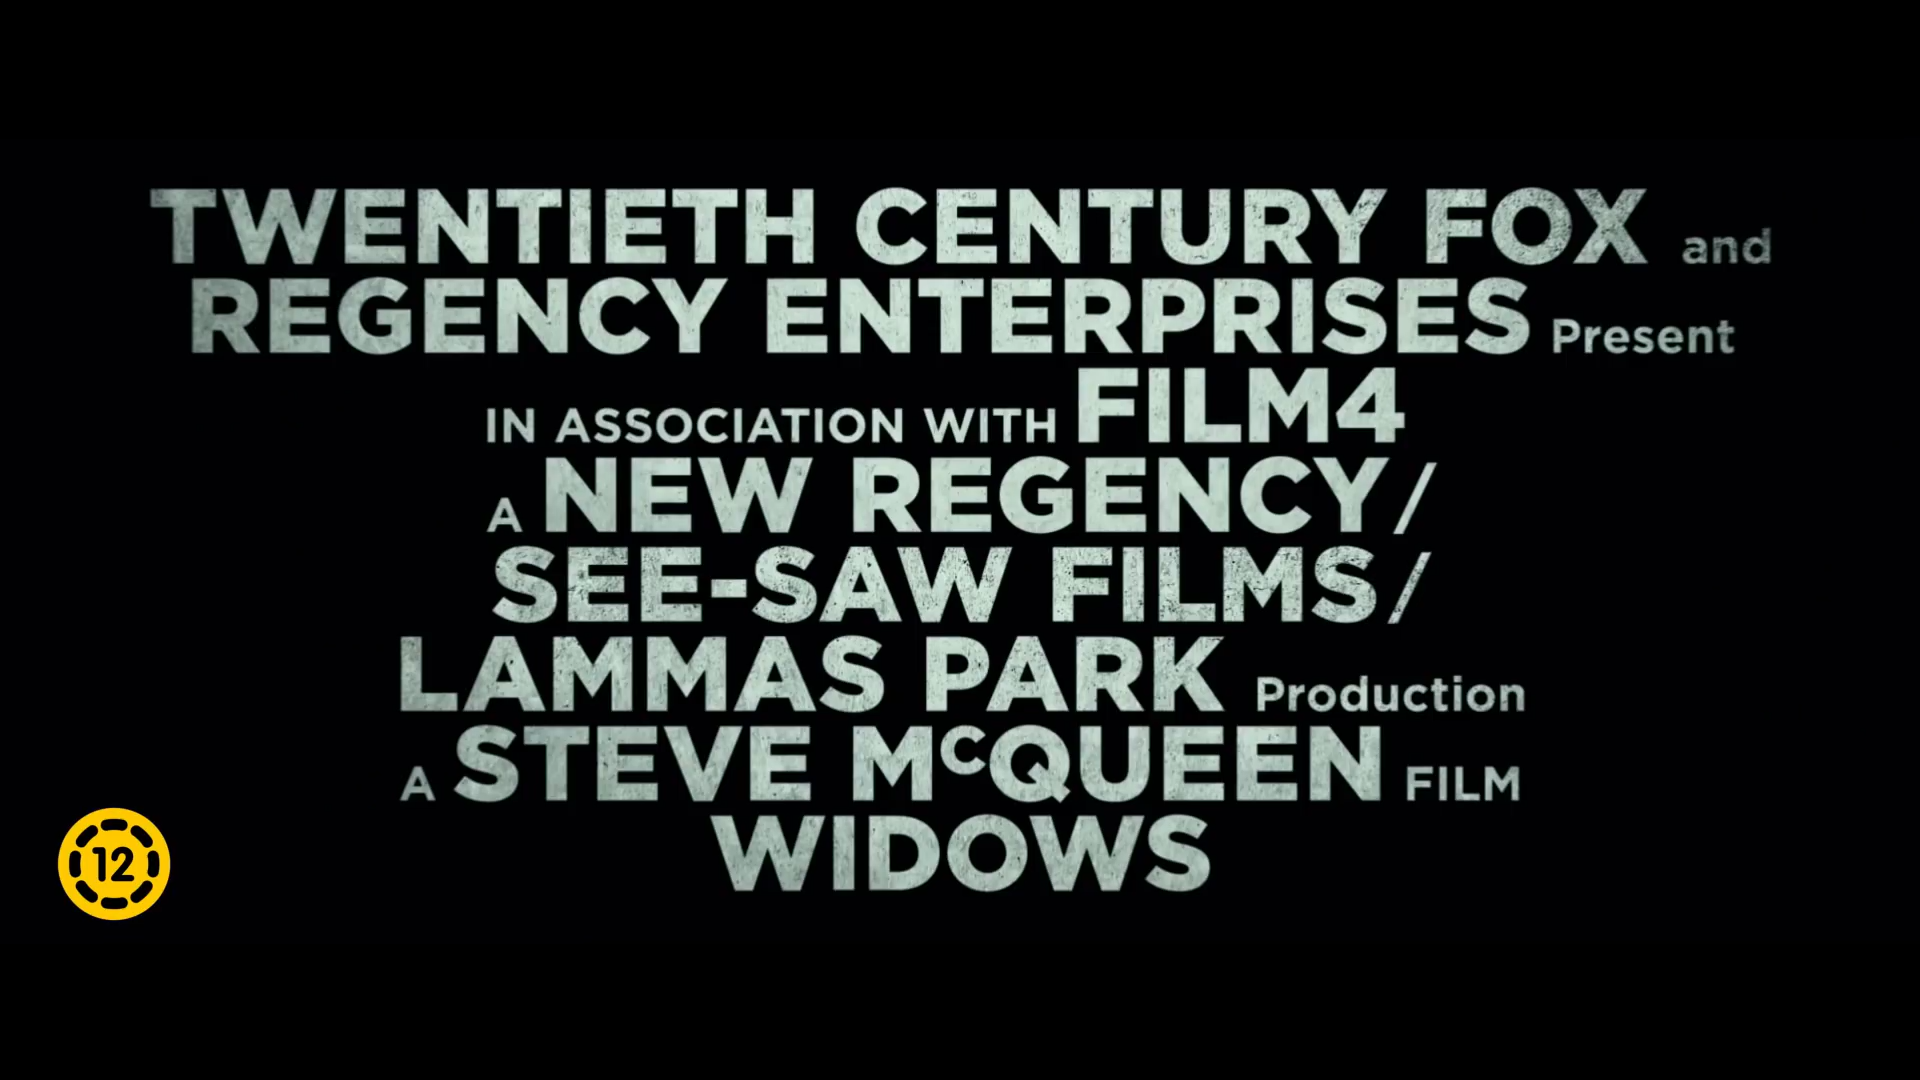 TWENTIETH CENTURY FOX and
REGENCY ENTERPRISES Present
IN ASSOCIATION WITH FILM4
A NEW REGENCY/
SEE-SAW FILMS/
LAMMAS PARK Production
A STEVE McQUEEN FILM
WIDOWS
12